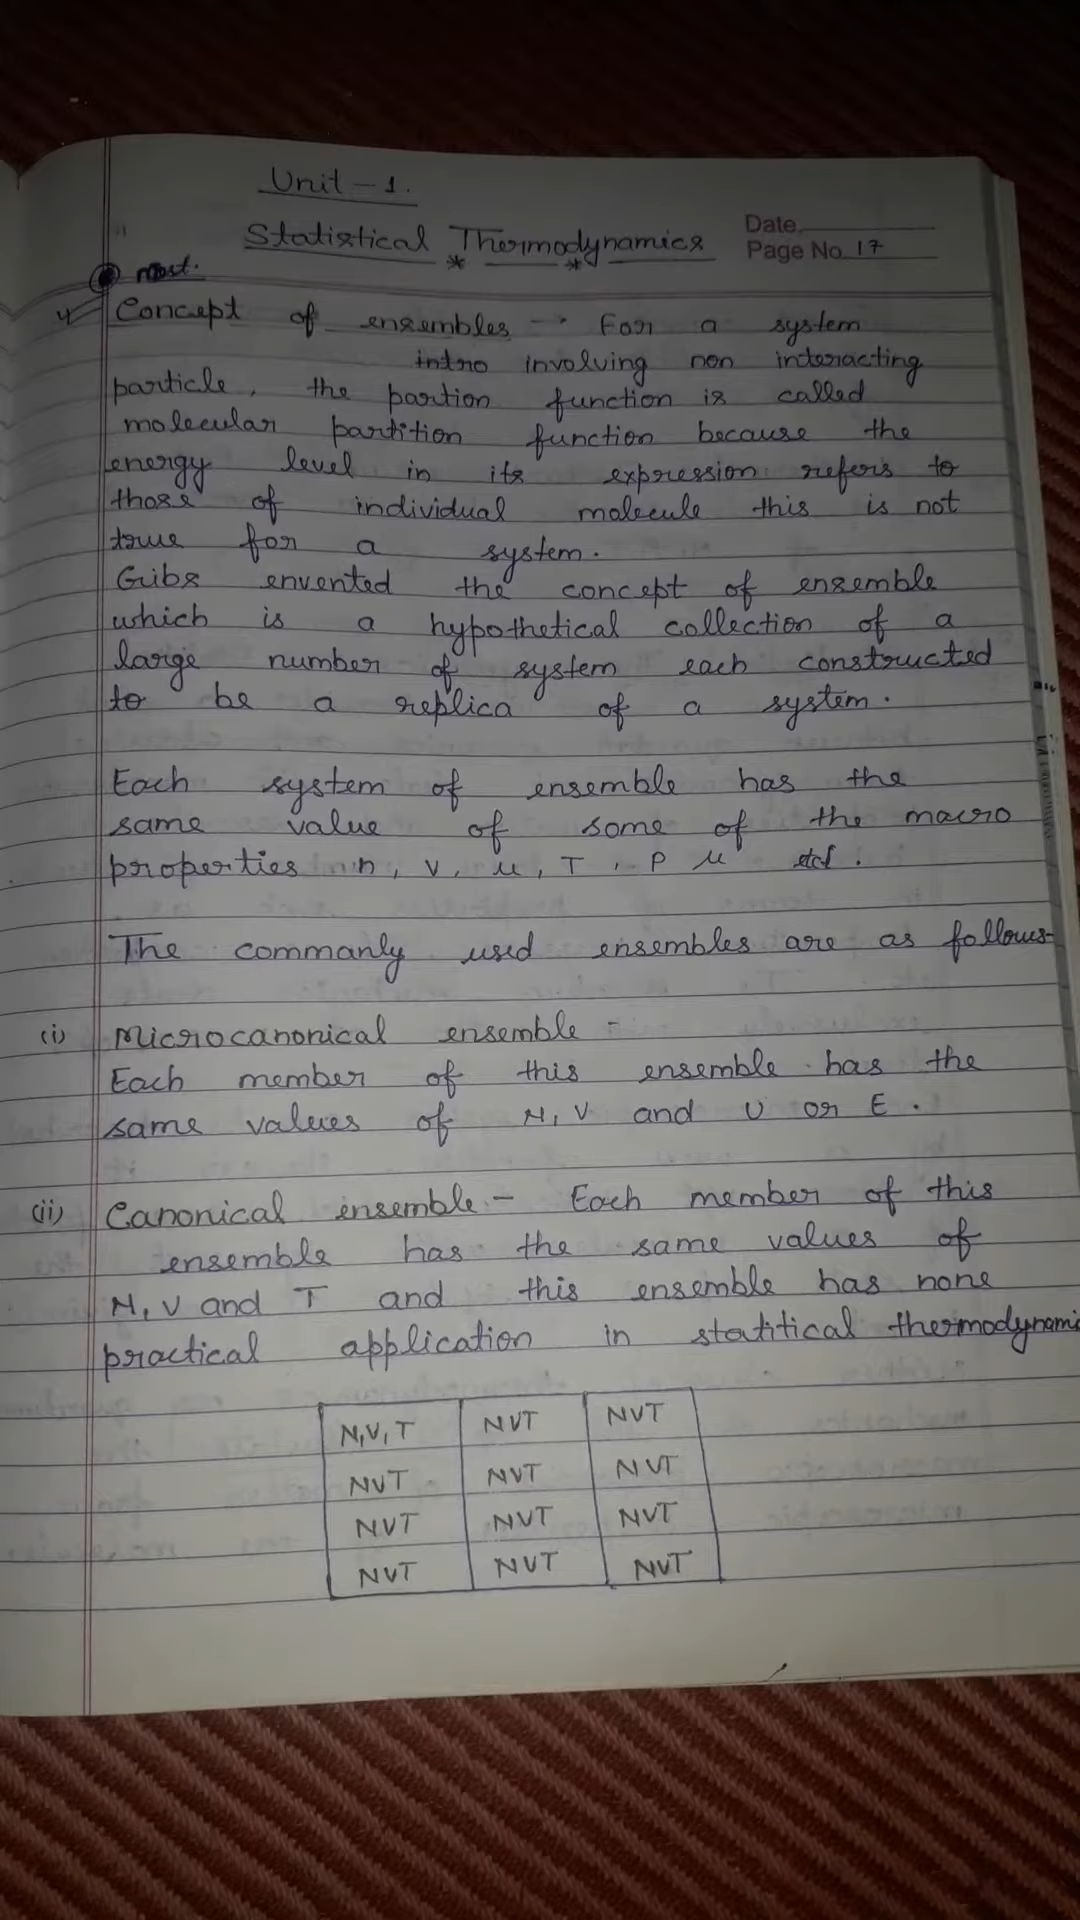 Unit - 1.
Statistical Thermodynamics
Date
Page No. 17
most.
Concept of ensembles → For a system
intro involving non interacting
particle, the partion function is called
molecular partition function because the
energy level in its expression refers to
those of individual molecule this is not
true for a system.
Gribs envented the concept of ensemble
which is a hypothetical collection of a
large number of system each constructed
to be a replica of a system.
Each system of ensemble has the
same value of some of the macro
properties n, V, μ, T, P μ etc.
The commanly used ensembles are as follows-
(i) Microcanonical ensemble -
Each member of this ensemble has the
same values of N, V and U or E.
(ii) Canonical ensemble - Each member of this
ensemble has the same values of
N, V and T and this ensemble has none
practical application in statitical thermodynami
N,V,T NVT NVT
NVT NVT NVT
NVT NVT NVT
NVT NVT NVT